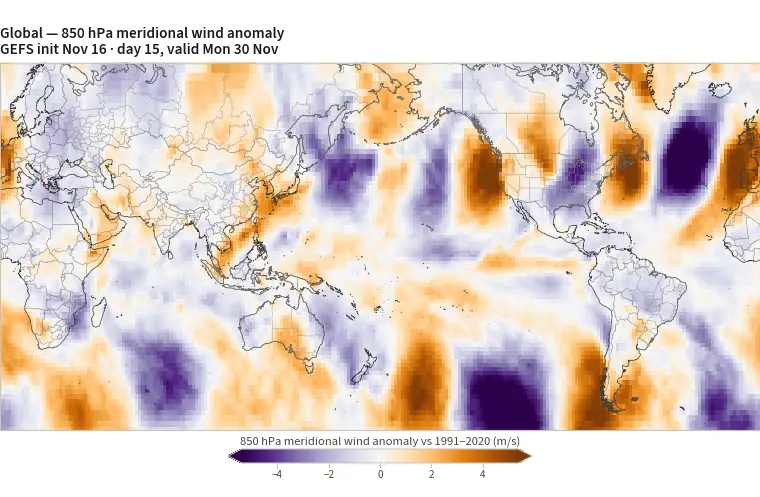 Global — 850 hPa meridional wind anomaly
GEFS init Nov 16 · day 15, valid Mon 30 Nov
850 hPa meridional wind anomaly vs 1991–2020 (m/s)
−4 −2 0 2 4